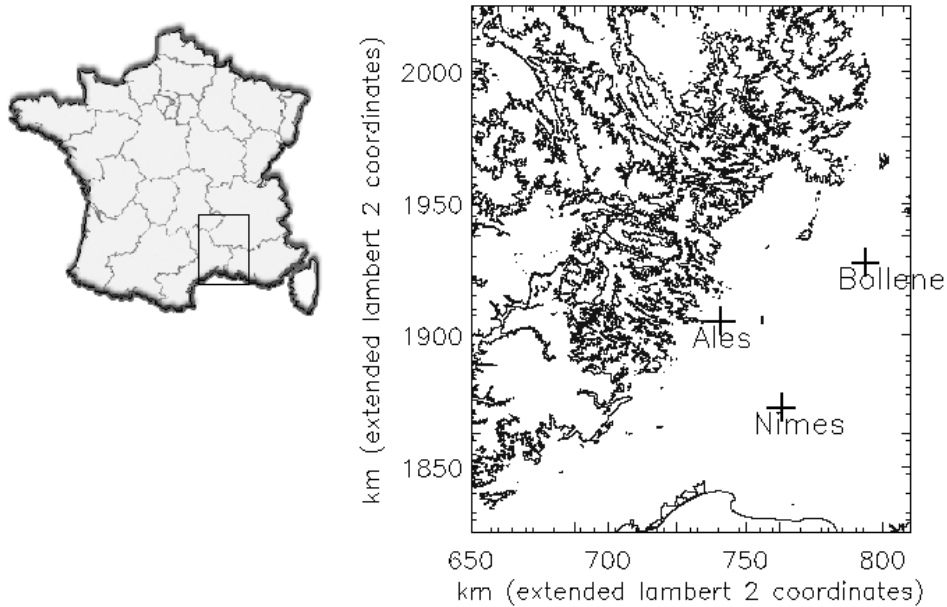 2000
1950
1900
1850
km (extended lambert 2 coordinates)
Bollene
Ales
Nimes
650
700
750
800
km (extended lambert 2 coordinates)